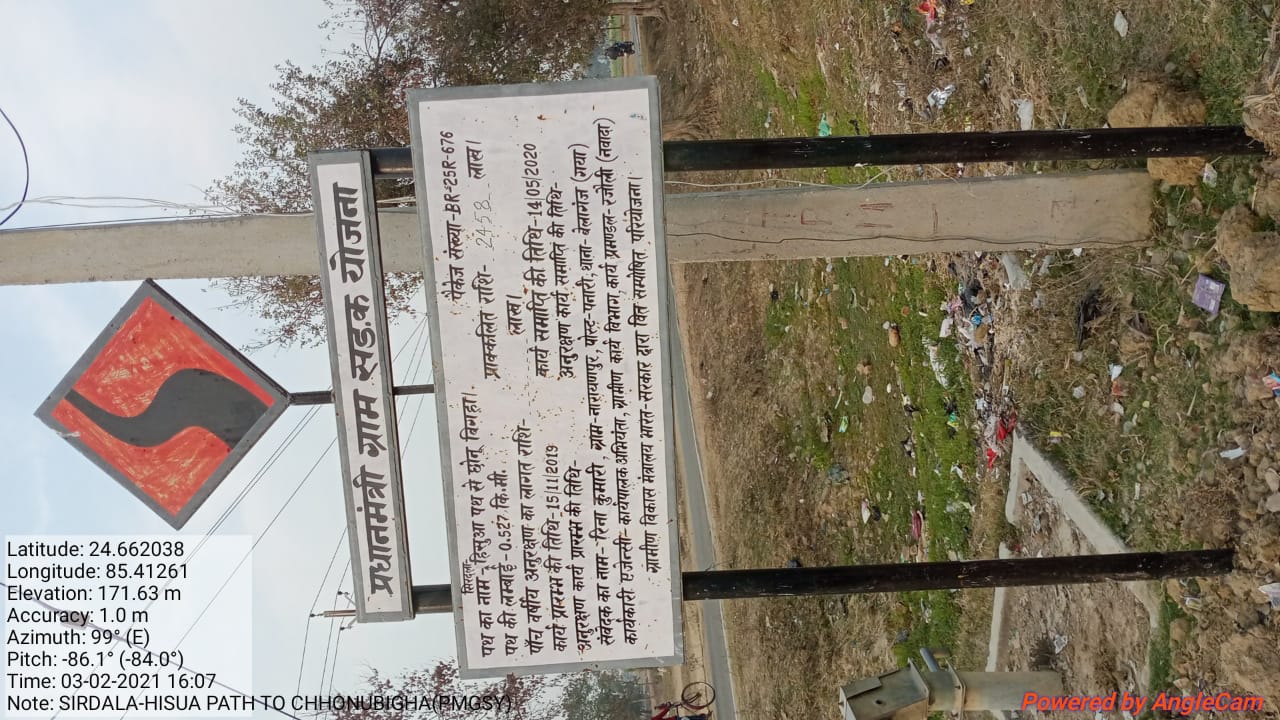 प्रधानमंत्री ग्राम सड़क योजना
सिरदला
पथ का नाम - हिसुआ पथ से छोनु बिगहा। पैकेज संख्या-BR-25R-676
पथ की लम्बाई 0.527 कि.मी. प्राक्कलित राशि- 24.58 लाख।
पाँच वर्षीय अनुरक्षण का लागत राशि- लाख।
कार्य प्रारम्भ की तिथि-15/11/2019 कार्य समाप्ति की तिथि-14/05/2020
अनुरक्षण कार्य प्रारम्भ की तिथि- अनुरक्षण कार्य समाप्ति की तिथि-
संवेदक का नाम- रिना कुमारी, ग्राम-नारायणपुर, पोस्ट- थाना- बेलागंज (गया)
कार्यकारी एजेन्सी- कार्यपालक अभियंता, ग्रामीण कार्य विभाग, कार्य प्रमण्डल- रजौली (नवादा)
ग्रामीण विकास मंत्रालय भारत-सरकार द्वारा वित्त सम्पोषित परियोजना।
Latitude: 24.662038
Longitude: 85.41261
Elevation: 171.63 m
Accuracy: 1.0 m
Azimuth: 99° (E)
Pitch: -86.1° (-84.0°)
Time: 03-02-2021 16:07
Note: SIRDALA-HISUA PATH TO CHHONUBIGHA(PMGSY)
Powered by AngleCam